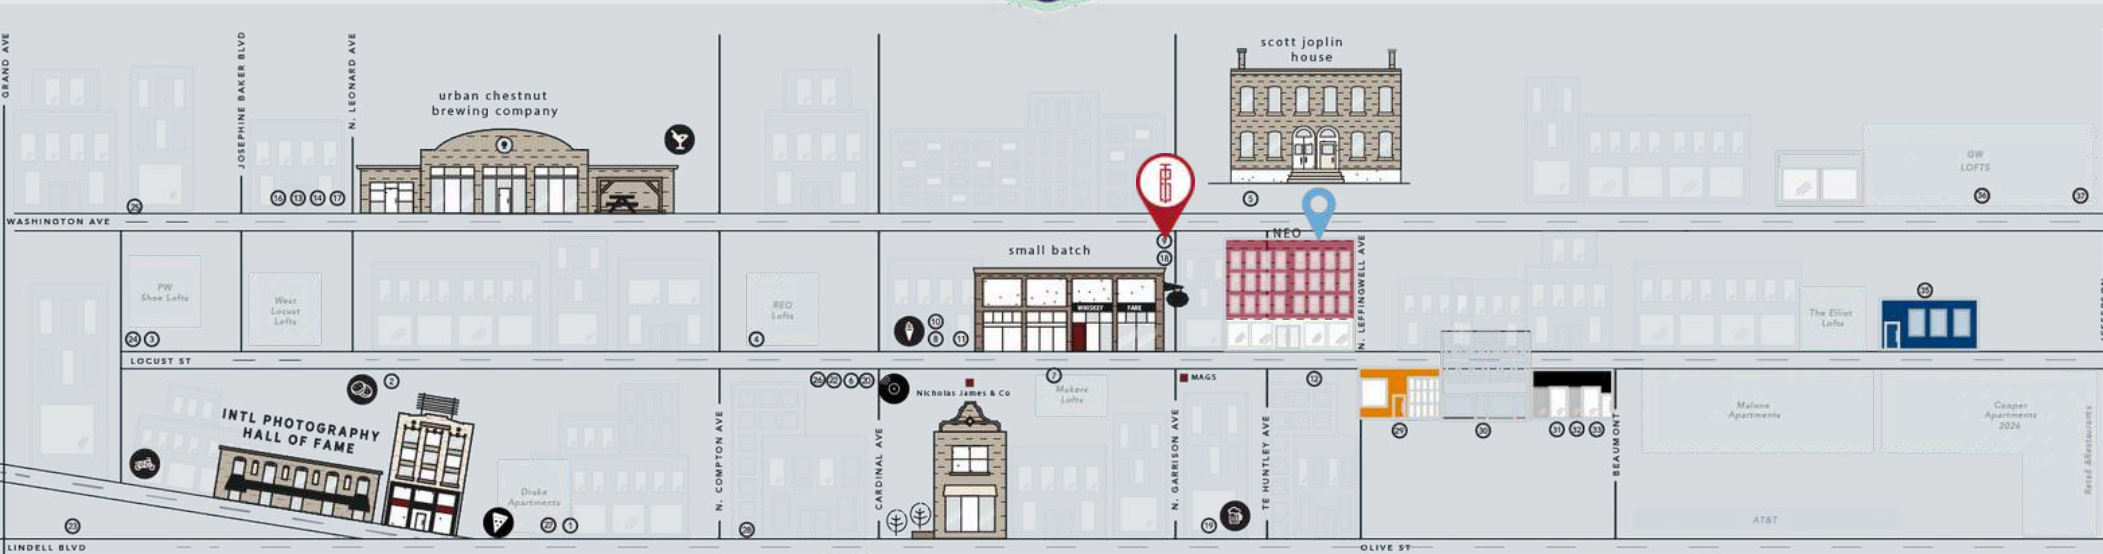 GRAND AVE
JOSEPHINE BAKER BLVD
N. LEONARD AVE
urban chestnut
brewing company
scott joplin
house
GW
LOFTS
25
16 13 14 17
5
36
37
WASHINGTON AVE
NEO
9
18
small batch
WHISKEY
FARE
N. LEFFINGWELL AVE
PW
Shoe Lofts
West
Locust
Lofts
REO
Lofts
The Elliot
Lofts
35
24 3
4
10
8
11
LOCUST ST
2
26 22 6 20
7
MAGS
12
Nicholas James & Co
Makers
Lofts
INTL PHOTOGRAPHY
HALL OF FAME
29
30
31 32 33
Malone
Apartments
Cooper
Apartments
2026
Retail &Restaurants
N. COMPTON AVE
CARDINAL AVE
N. GARRISON AVE
TE HUNTLEY AVE
BEAUMONT
Drake
Apartments
23
27 1
28
19
AT&T
LINDELL BLVD
OLIVE ST